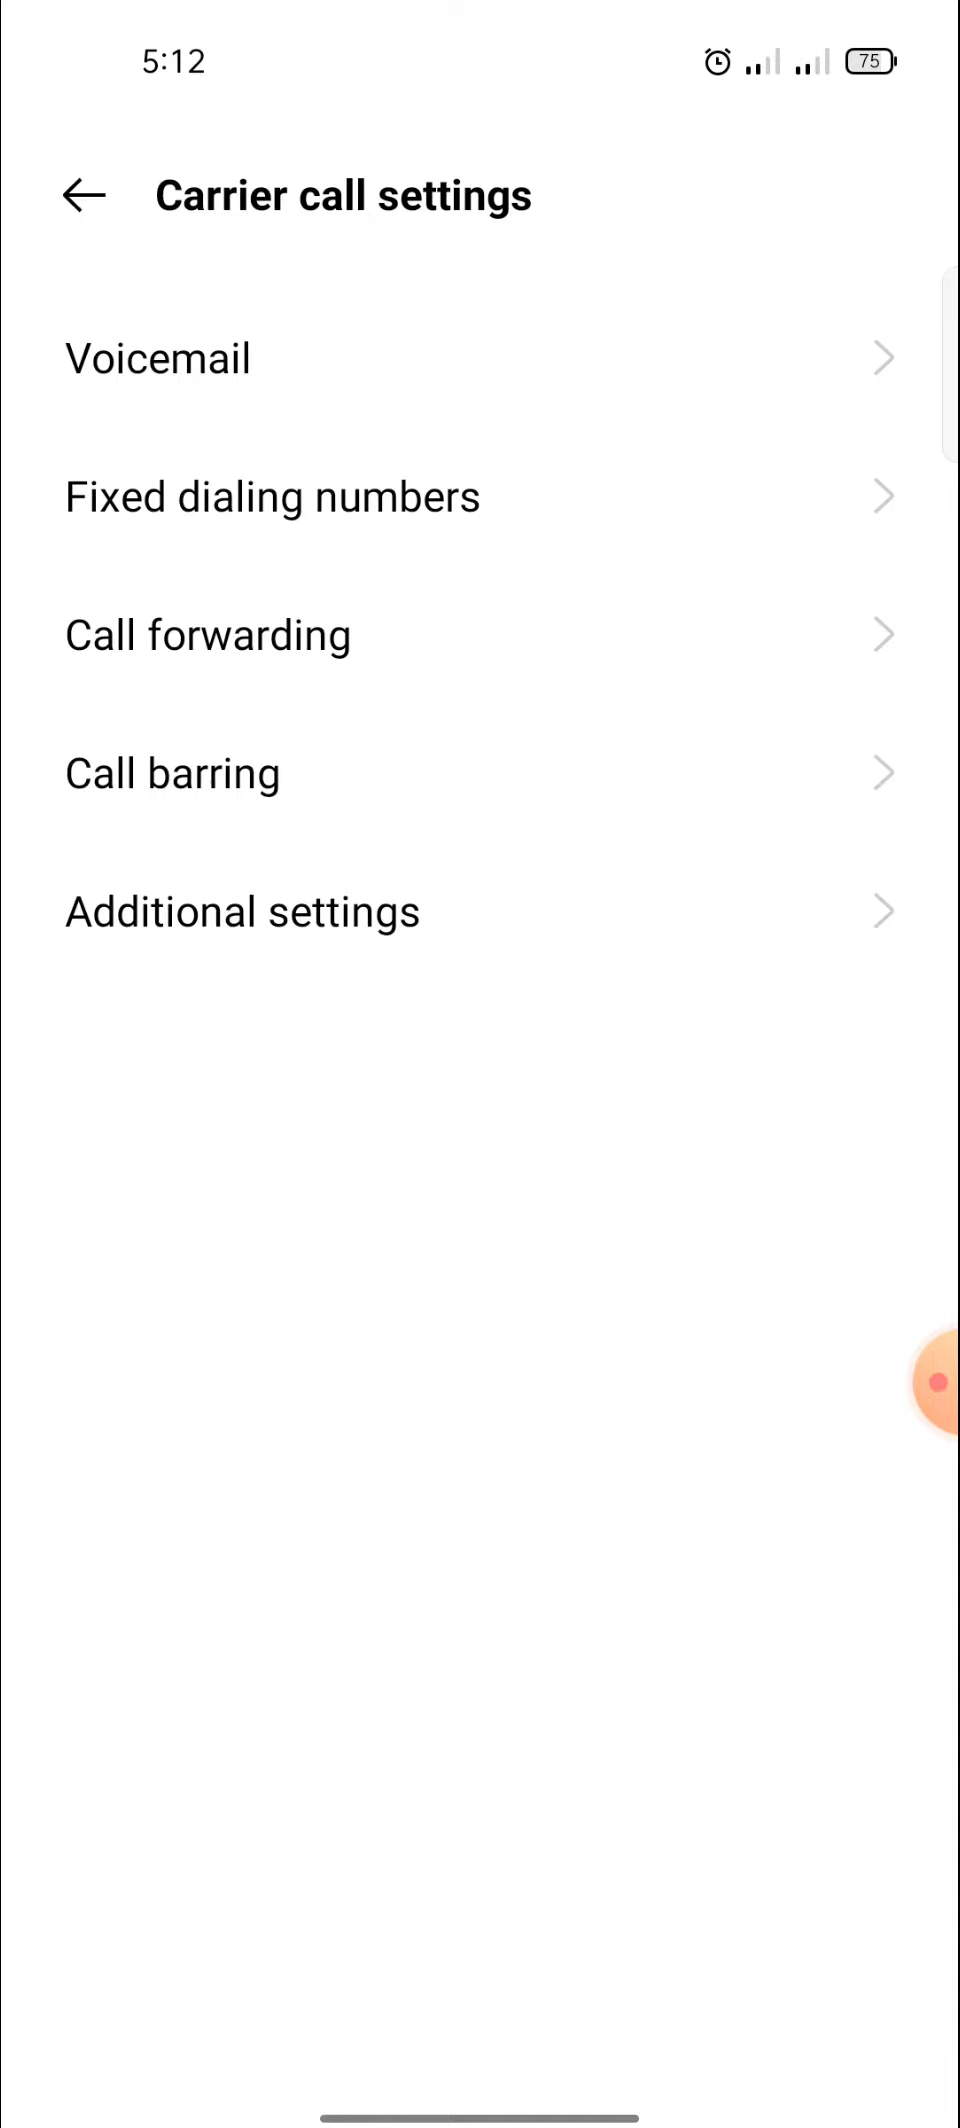 5:12
75
Carrier call settings
Voicemail
Fixed dialing numbers
Call forwarding
Call barring
Additional settings